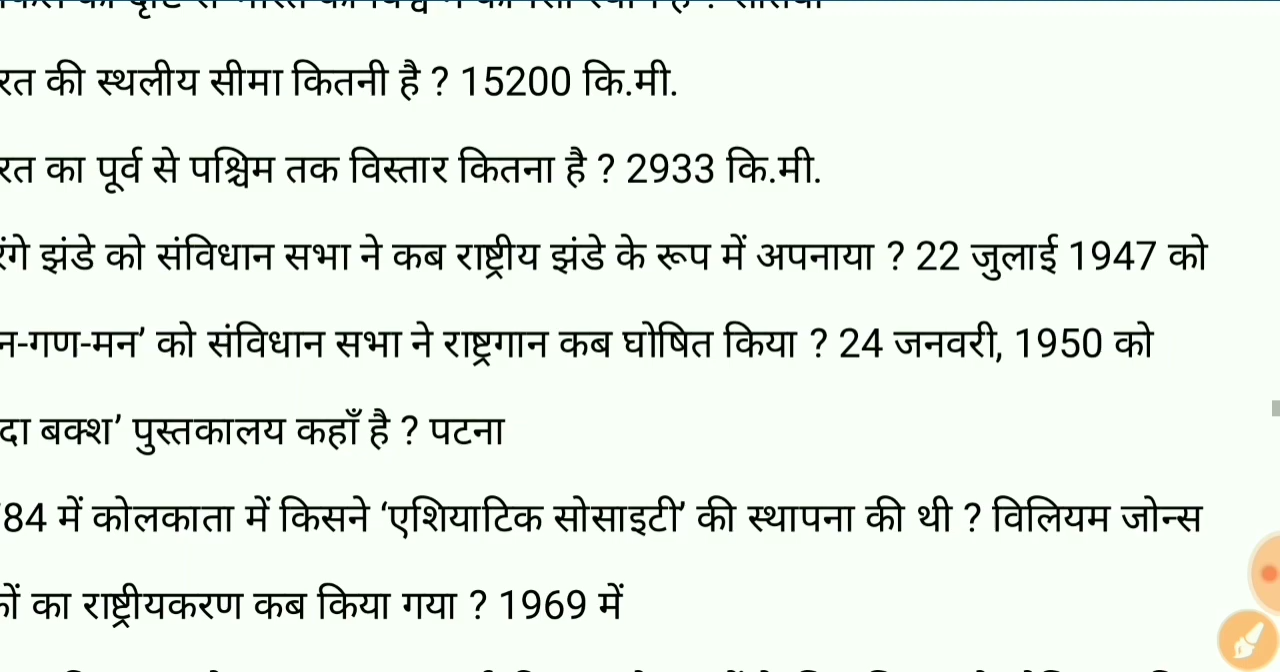 रत की स्थलीय सीमा कितनी है ? 15200 कि.मी.
रत का पूर्व से पश्चिम तक विस्तार कितना है ? 2933 कि.मी.
रंगे झंडे को संविधान सभा ने कब राष्ट्रीय झंडे के रूप में अपनाया ? 22 जुलाई 1947 को
न-गण-मन’ को संविधान सभा ने राष्ट्रगान कब घोषित किया ? 24 जनवरी, 1950 को
दा बक्श’ पुस्तकालय कहाँ है ? पटना
84 में कोलकाता में किसने ‘एशियाटिक सोसाइटी’ की स्थापना की थी ? विलियम जोन्स
कों का राष्ट्रीयकरण कब किया गया ? 1969 में